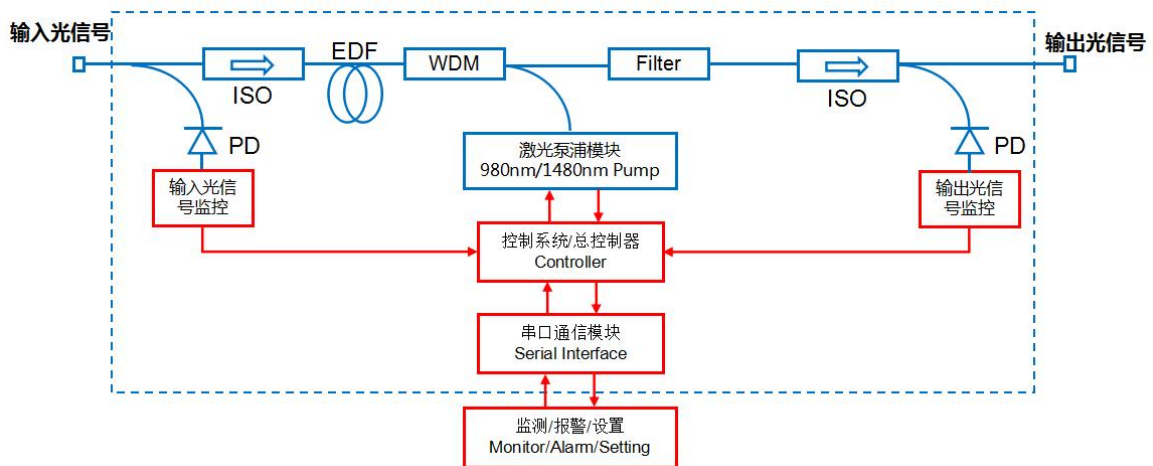 输入光信号
EDF
WDM
Filter
输出光信号
ISO
ISO
PD
激光泵浦模块
980nm/1480nm Pump
PD
输入光信
号监控
输出光信
号监控
控制系统/总控制器
Controller
串口通信模块
Serial Interface
监测/报警/设置
Monitor/Alarm/Setting